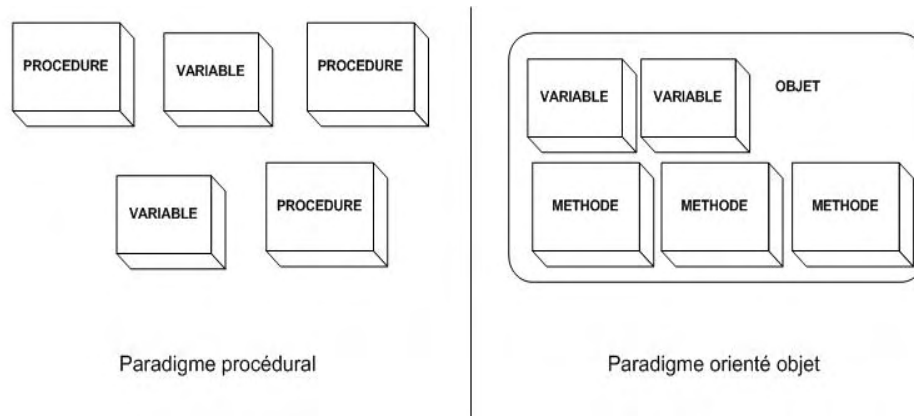 PROCEDURE
VARIABLE
PROCEDURE
VARIABLE
PROCEDURE
Paradigme procédural
OBJET
VARIABLE
VARIABLE
METHODE
METHODE
METHODE
Paradigme orienté objet